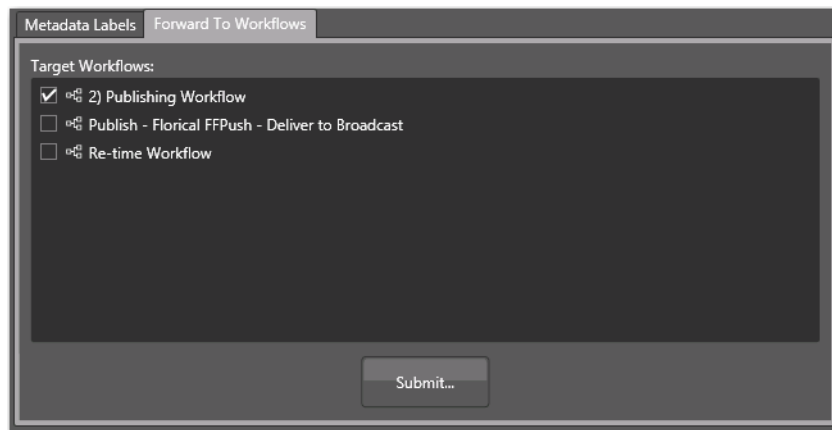 Metadata Labels Forward To Workflows
Target Workflows:
2) Publishing Workflow
Publish - Florical FFPush - Deliver to Broadcast
Re-time Workflow
Submit...